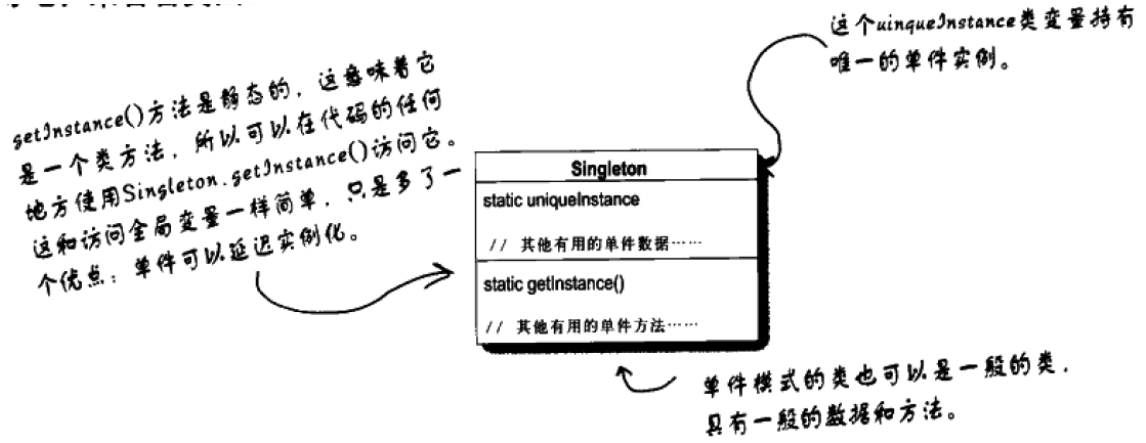 这个uinqueInstance类变量持有
唯一的单件实例。
getInstance()方法是静态的，这意味着它
是一个类方法，所以可以在代码的任何
地方使用Singleton.getInstance()访问它。
这和访问全局变量一样简单，只是多了一
个优点：单件可以延迟实例化。
Singleton
static uniqueInstance
// 其他有用的单件数据……
static getInstance()
// 其他有用的单件方法……
单件模式的类也可以是一般的类，
具有一般的数据和方法。